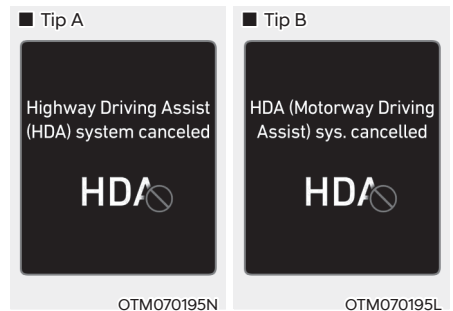 ■ Tip A
Highway Driving Assist
(HDA) system canceled
HDA
OTM070195N
■ Tip B
HDA (Motorway Driving
Assist) sys. cancelled
HDA
OTM070195L